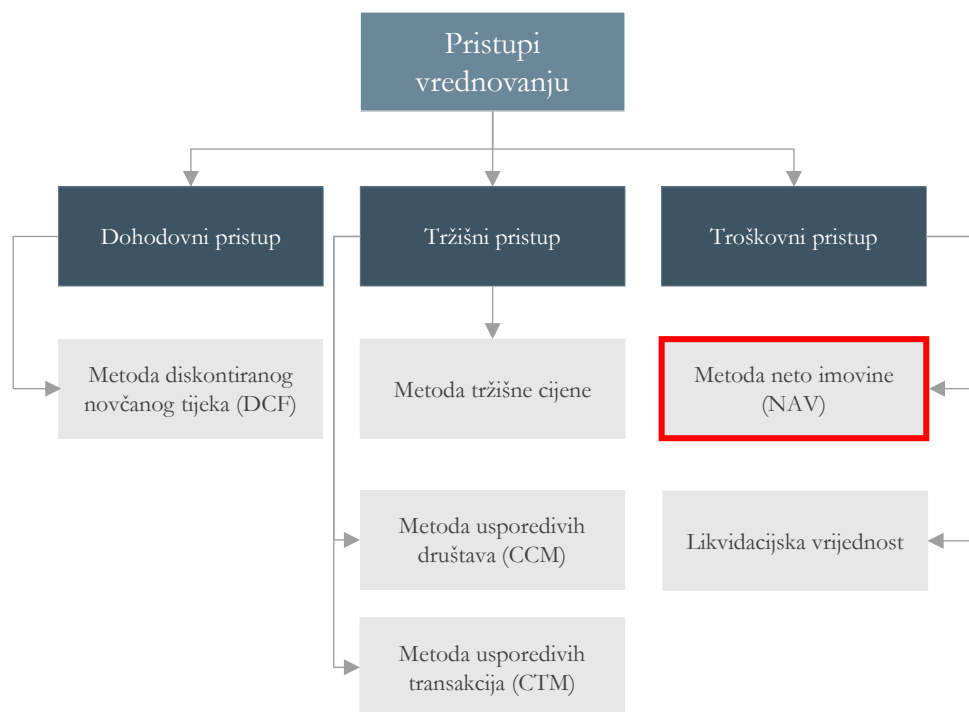 Pristupi
vrednovanju
Dohodovni pristup
Tržišni pristup
Troškovni pristup
Metoda diskontiranog
novčanog tijeka (DCF)
Metoda tržišne cijene
Metoda neto imovine
(NAV)
Metoda usporedivih
društava (CCM)
Likvidacijska vrijednost
Metoda usporedivih
transakcija (CTM)